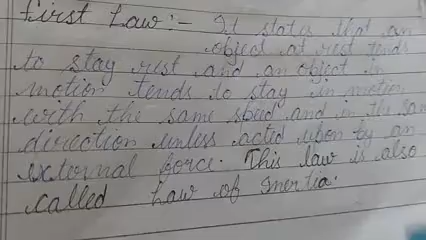 First Law:- It states that an
object at rest tends
to stay rest and an object in
motion tends to stay in motion
with the same speed and in the sam
direction unless acted upon by an
external force. This law is also
called Law of Inertia.